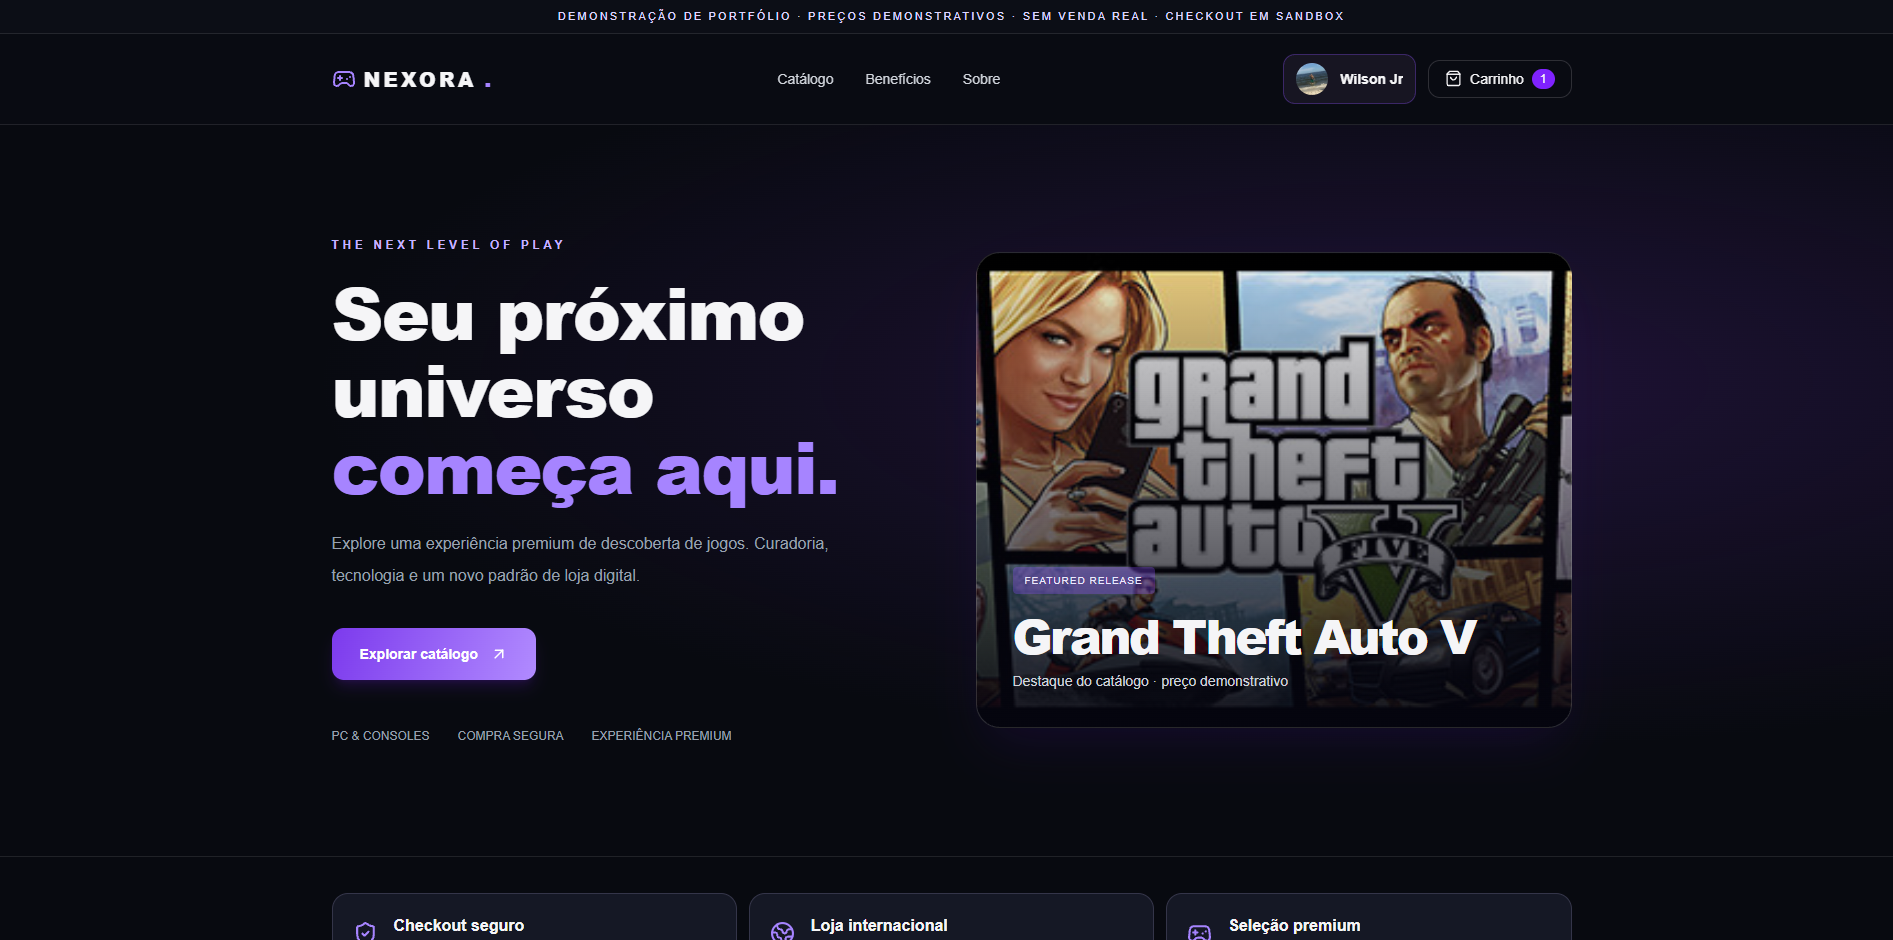 DEMONSTRAÇÃO DE PORTFÓLIO · PREÇOS DEMONSTRATIVOS · SEM VENDA REAL · CHECKOUT EM SANDBOX
NEXORA .
Catálogo
Benefícios
Sobre
Wilson Jr
Carrinho 1
THE NEXT LEVEL OF PLAY
Seu próximo
universo
começa aqui.
Explore uma experiência premium de descoberta de jogos. Curadoria,
tecnologia e um novo padrão de loja digital.
Explorar catálogo
PC & CONSOLES
COMPRA SEGURA
EXPERIÊNCIA PREMIUM
grand
theft
auto V
FIVE
FEATURED RELEASE
Grand Theft Auto V
Destaque do catálogo · preço demonstrativo
Checkout seguro
Loja internacional
Seleção premium